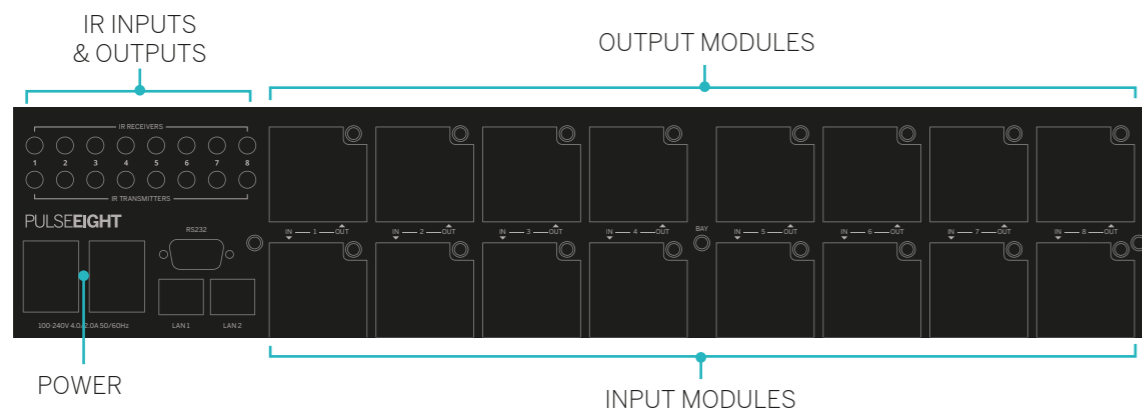 IR INPUTS
& OUTPUTS
OUTPUT MODULES
IR RECEIVERS
1 2 3 4 5 6 7 8
IR TRANSMITTERS
PULSEEIGHT
RS232
IN 1 OUT
IN 2 OUT
IN 3 OUT
IN 4 OUT
BAY
IN 5 OUT
IN 6 OUT
IN 7 OUT
IN 8 OUT
100-240V 4.0/2.0A 50/60Hz
LAN 1
LAN 2
POWER
INPUT MODULES